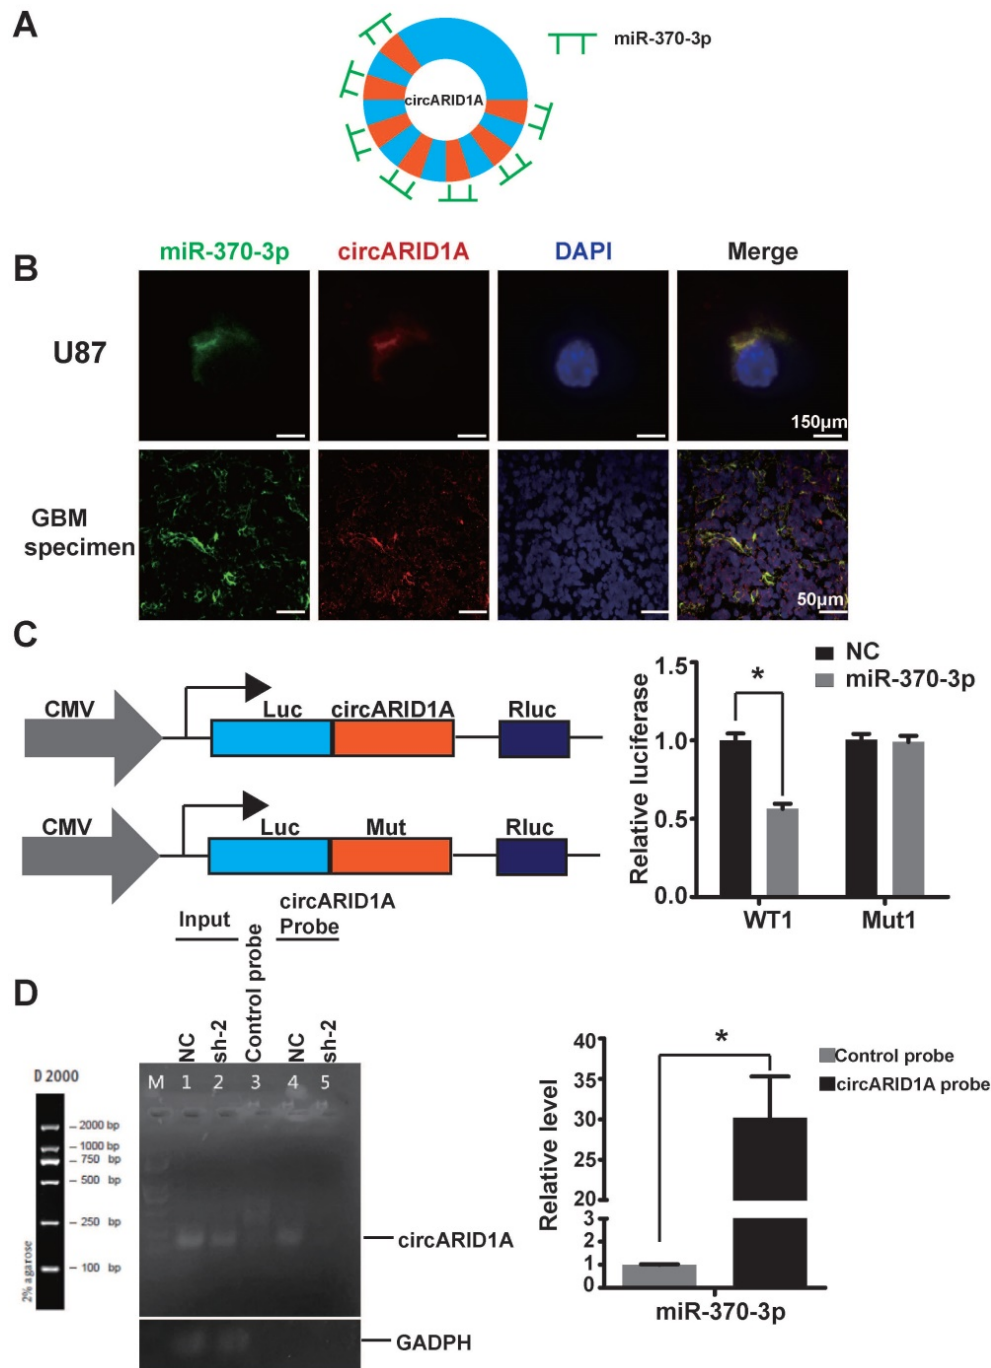 A
circARID1A
miR-370-3p
B
miR-370-3p
circARID1A
DAPI
Merge
U87
150μm
GBM
specimen
50μm
C
CMV
Luc
circARID1A
Rluc
CMV
Luc
Mut
Rluc
Relative luciferase
1.5
1.0
0.5
0.0
*
NC
miR-370-3p
WT1
Mut1
D
Input
Control probe
circARID1A
Probe
NC
sh-2
NC
sh-2
M
1
2
3
4
5
D2000
2000 bp
1000 bp
750 bp
500 bp
250 bp
100 bp
2% agarose
circARID1A
GADPH
Relative level
40
35
30
25
20
3
2
1
0
*
Control probe
circARID1A probe
miR-370-3p